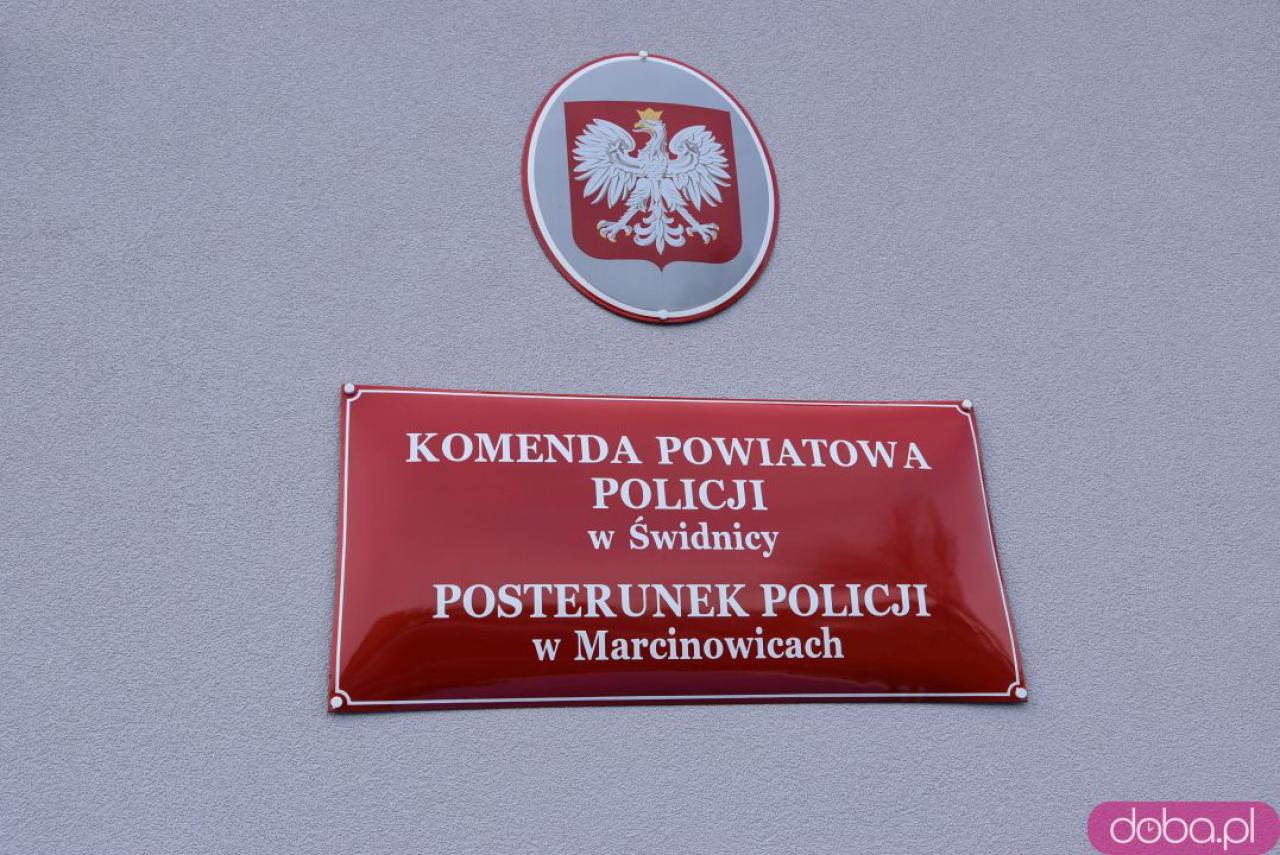 KOMENDA POWIATOWA
POLICJI
w Świdnicy
POSTERUNEK POLICJI
w Marcinowicach
doba.pl